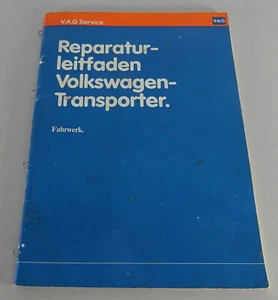 V.A.G Service.
V·A·G
Reparatur-
leitfaden
Volkswagen-
Transporter.
Fahrwerk.